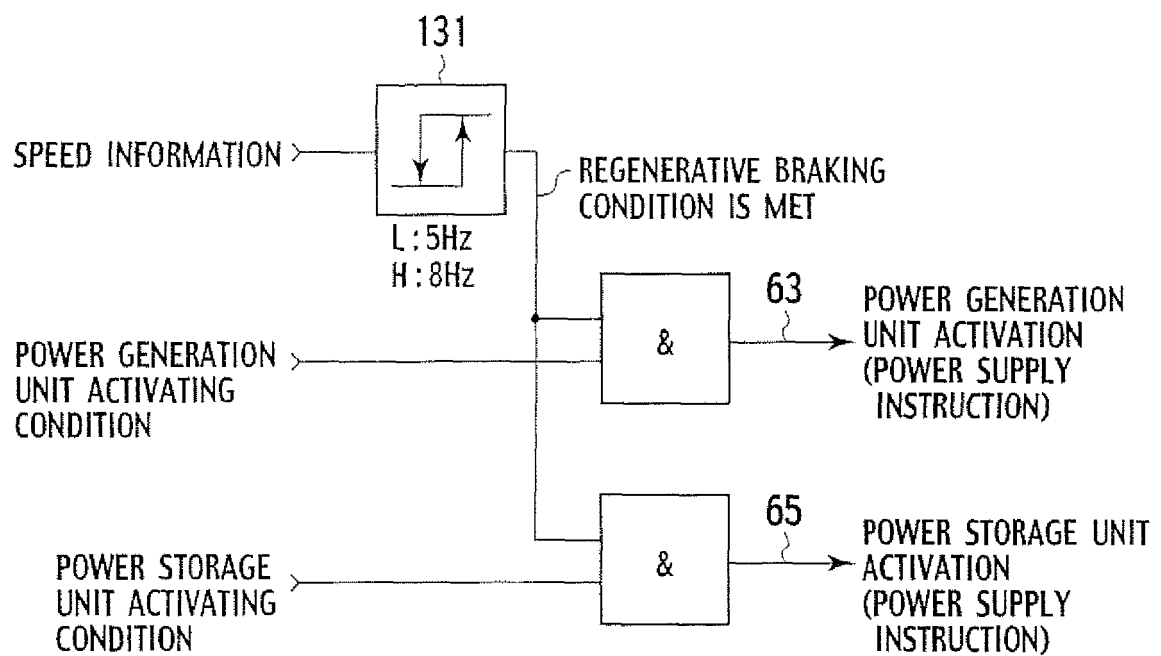 131
SPEED INFORMATION
L:5Hz
H:8Hz
REGENERATIVE BRAKING
CONDITION IS MET
POWER GENERATION
UNIT ACTIVATING
CONDITION
&
63
POWER GENERATION
UNIT ACTIVATION
(POWER SUPPLY
INSTRUCTION)
POWER STORAGE
UNIT ACTIVATING
CONDITION
&
65
POWER STORAGE UNIT
ACTIVATION
(POWER SUPPLY
INSTRUCTION)